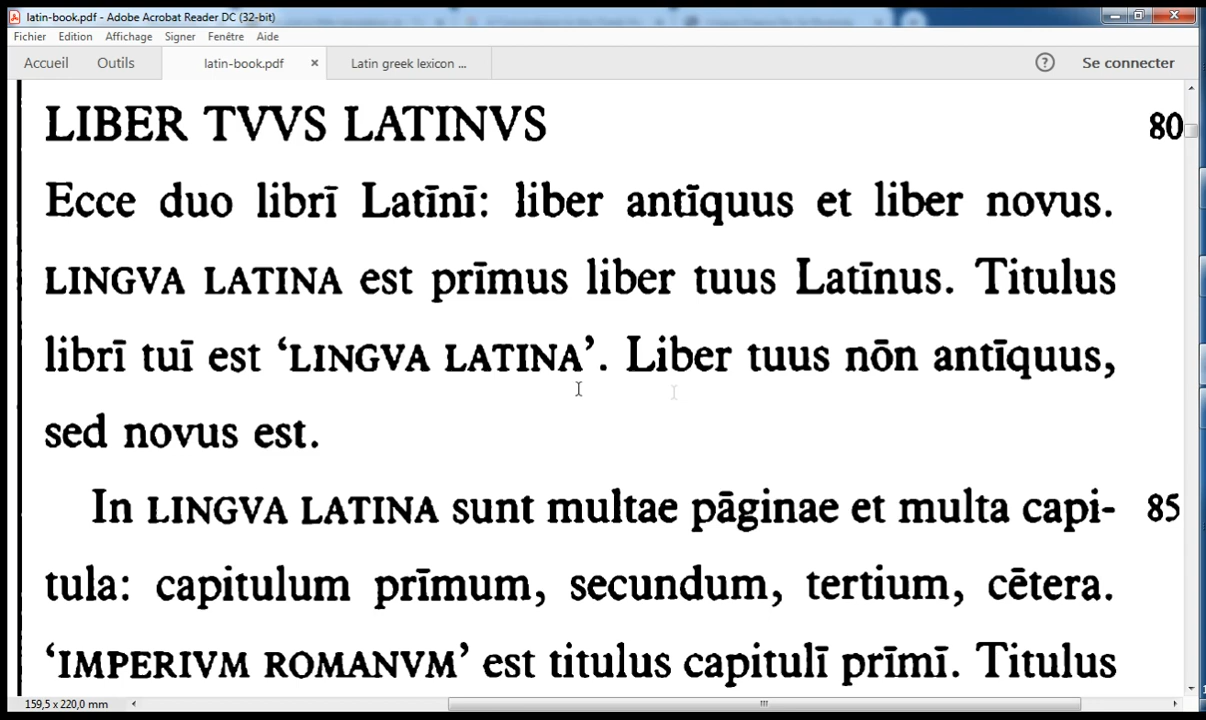 latin-book.pdf - Adobe Acrobat Reader DC (32-bit)
Fichier Edition Affichage Signer Fenêtre Aide
Accueil Outils latin-book.pdf × Latin greek lexicon ... ? Se connecter
LIBER TVVS LATINVS 80
Ecce duo librī Latīnī: liber antīquus et liber novus.
LINGVA LATINA est prīmus liber tuus Latīnus. Titulus
librī tuī est ‘LINGVA LATINA’. Liber tuus nōn antīquus,
sed novus est.
In LINGVA LATINA sunt multae pāginae et multa capi- 85
tula: capitulum prīmum, secundum, tertium, cētera.
‘IMPERIVM ROMANVM’ est titulus capitulī prīmī. Titulus
159,5 x 220,0 mm